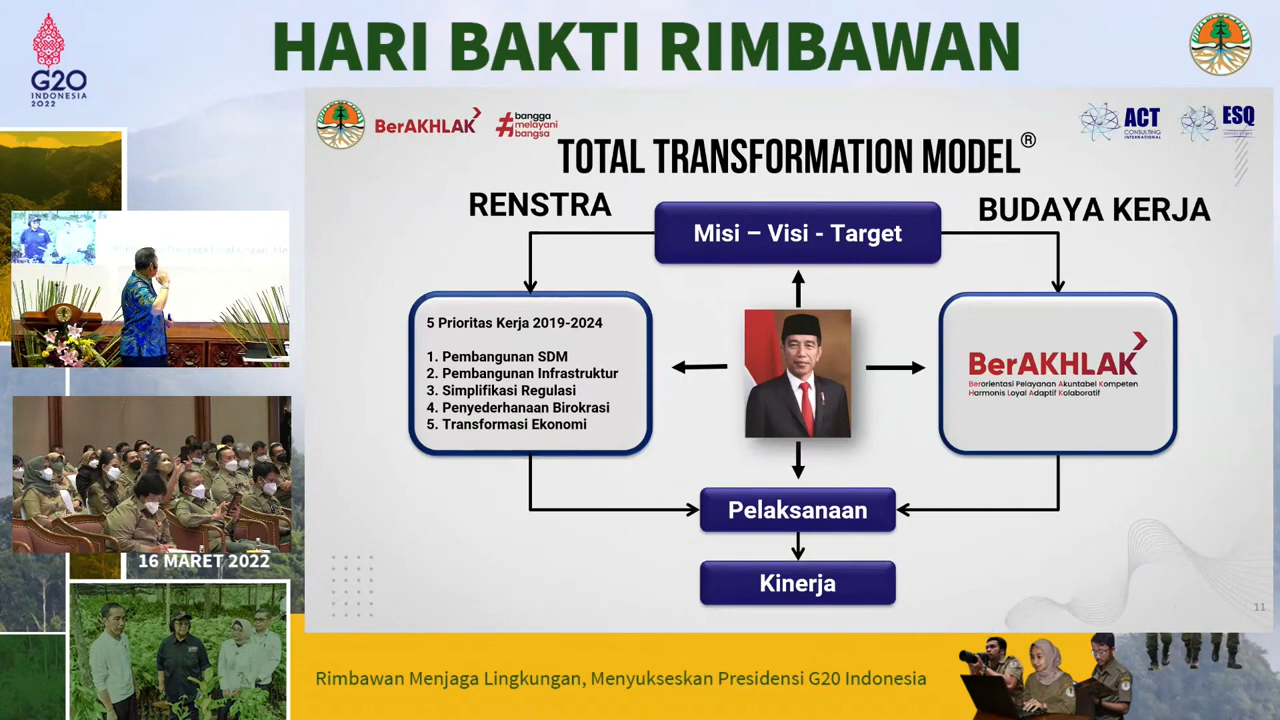 G20
INDONESIA
2022
HARI BAKTI RIMBAWAN
BerAKHLAK
#bangga
melayani
bangsa
ACT
CONSULTING
INTERNATIONAL
ESQ
TOTAL TRANSFORMATION MODEL®
RENSTRA
BUDAYA KERJA
Misi – Visi - Target
5 Prioritas Kerja 2019-2024
1. Pembangunan SDM
2. Pembangunan Infrastruktur
3. Simplifikasi Regulasi
4. Penyederhanaan Birokrasi
5. Transformasi Ekonomi
BerAKHLAK
Berorientasi Pelayanan Akuntabel Kompeten
Harmonis Loyal Adaptif Kolaboratif
Pelaksanaan
Kinerja
11
16 MARET 2022
Rimbawan Menjaga Lingkungan, Menyukseskan Presidensi G20 Indonesia